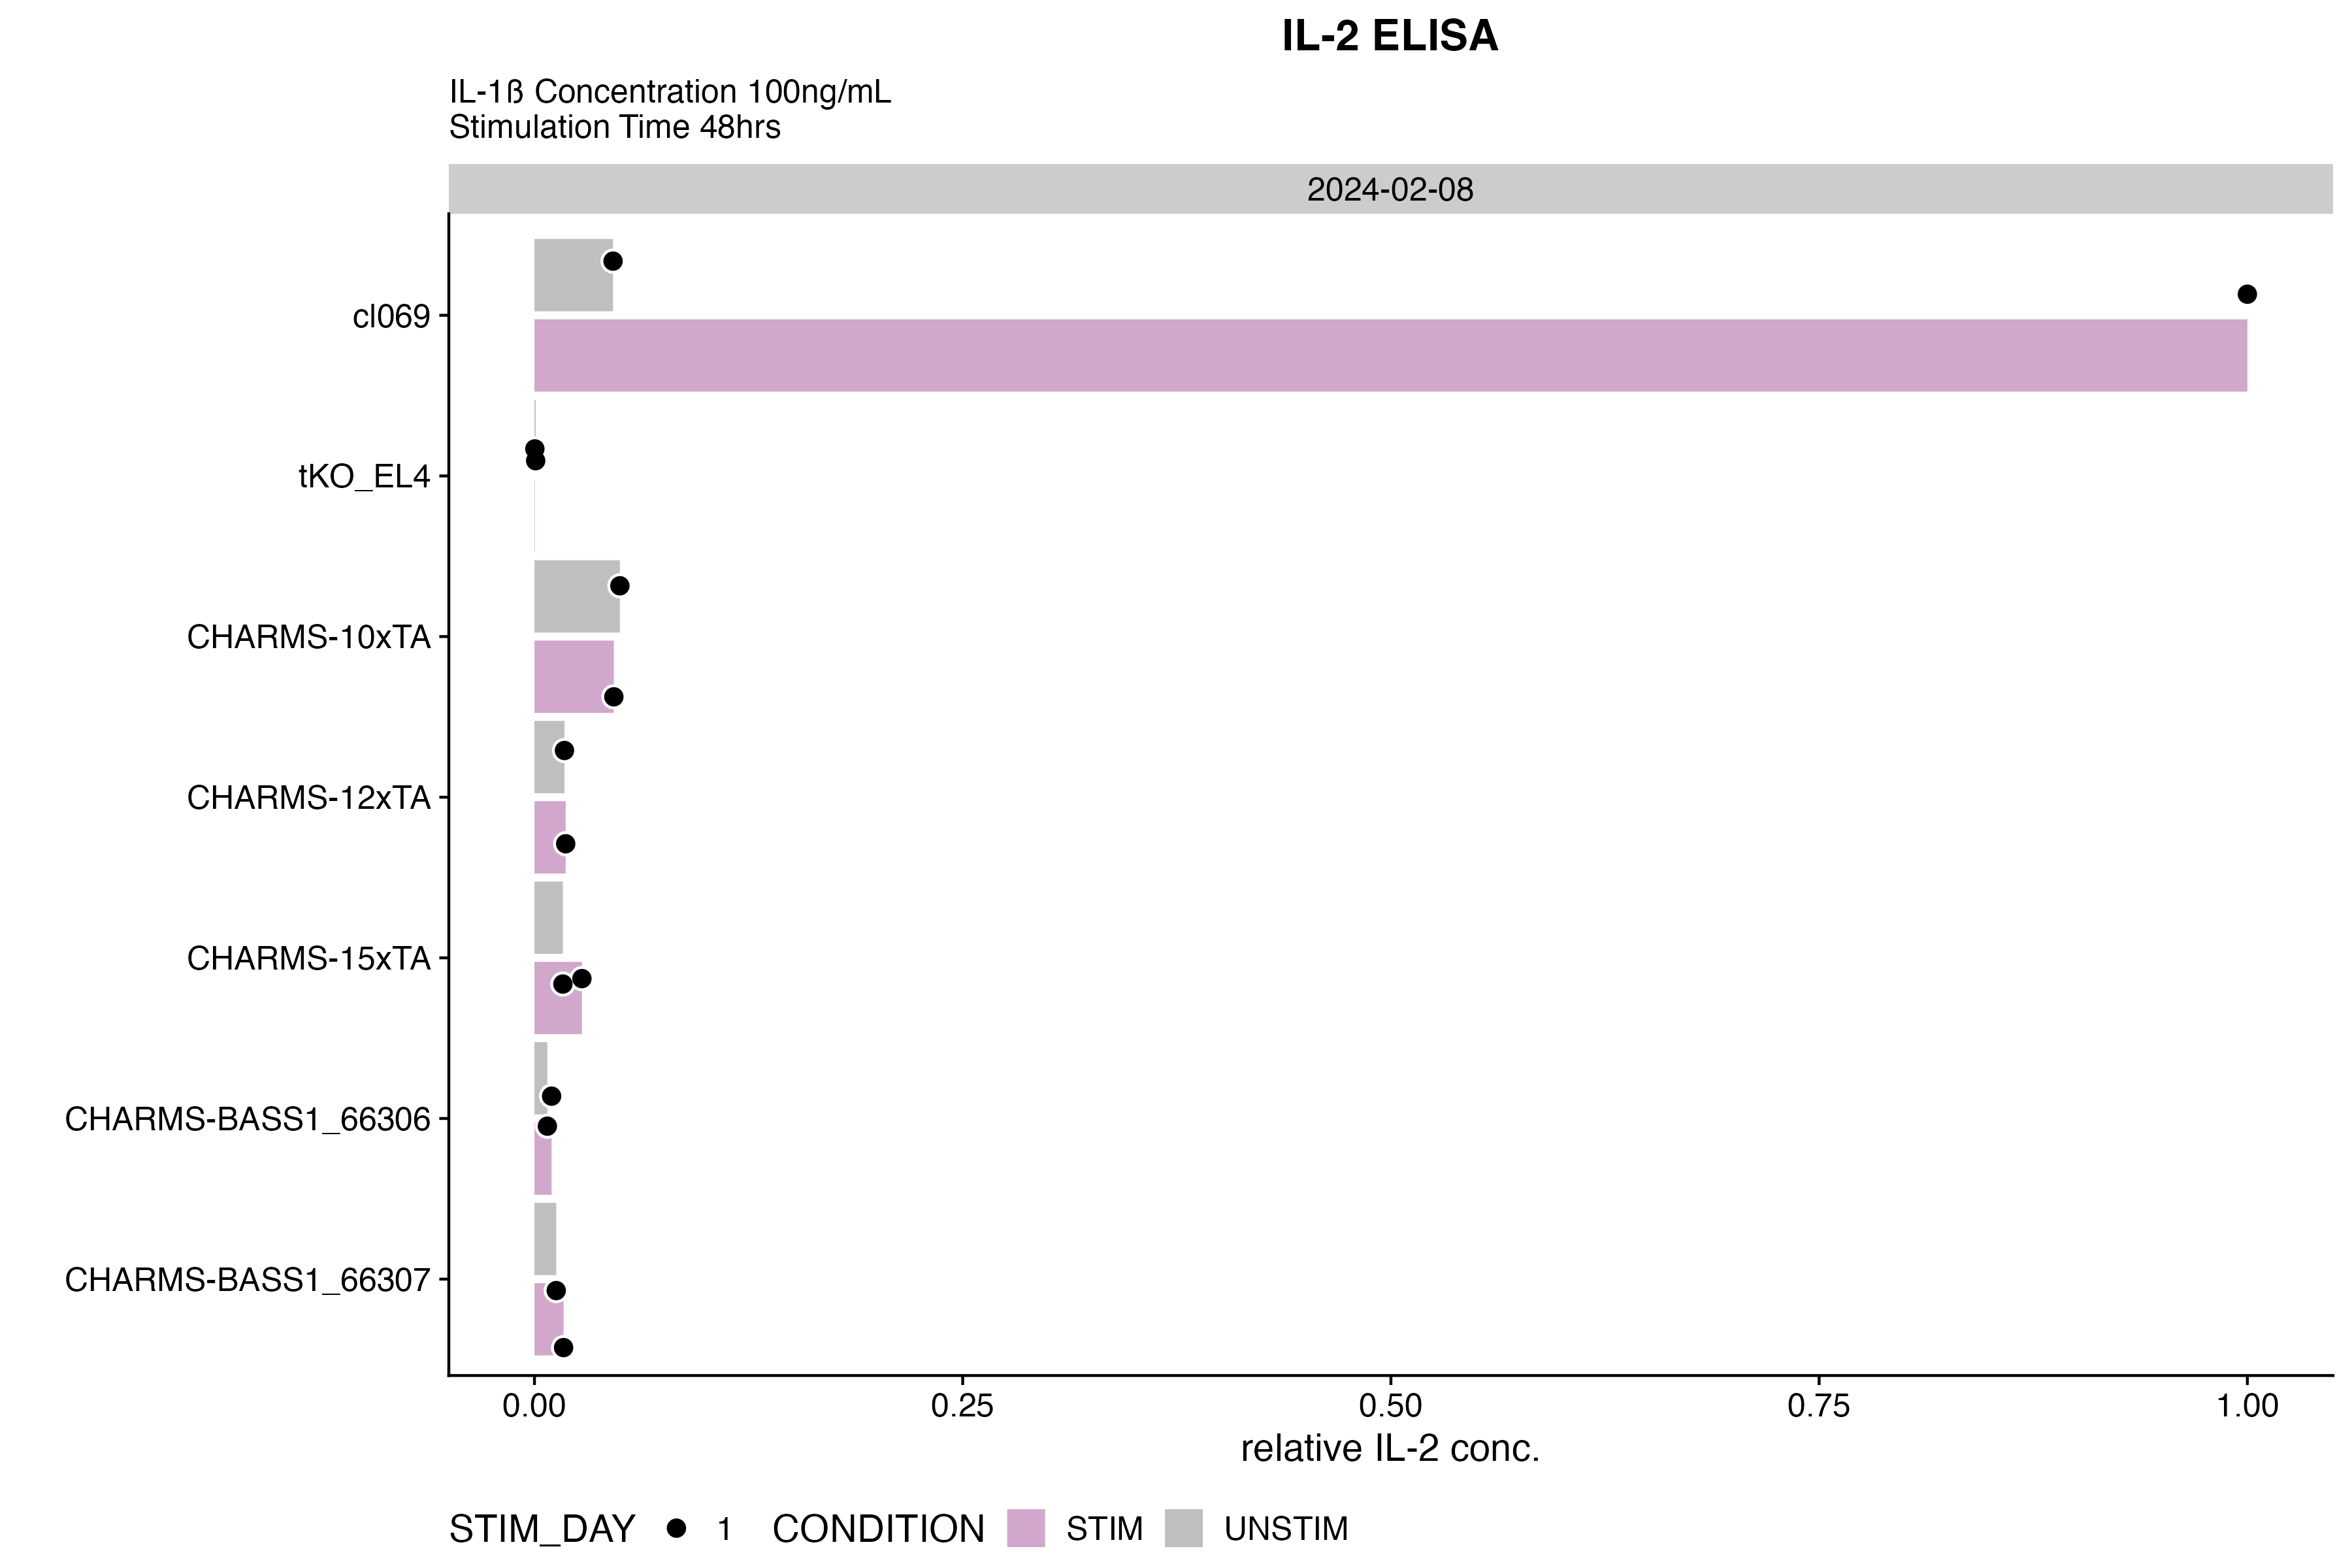 IL-2 ELISA
IL-1ß Concentration 100ng/mL
Stimulation Time 48hrs
2024-02-08
cl069
tKO_EL4
CHARMS-10xTA
CHARMS-12xTA
CHARMS-15xTA
CHARMS-BASS1_66306
CHARMS-BASS1_66307
0.00 0.25 0.50 0.75 1.00
relative IL-2 conc.
STIM_DAY 1 CONDITION STIM UNSTIM